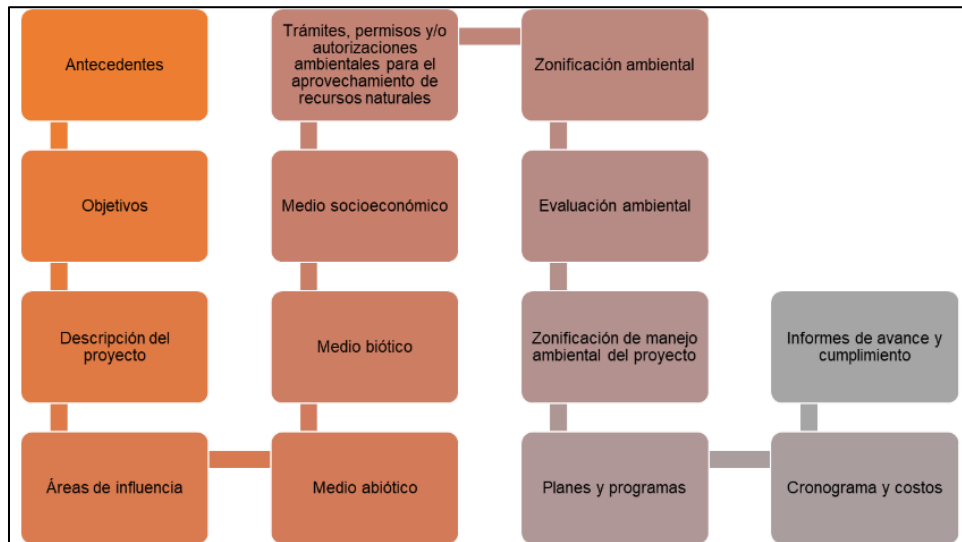 Antecedentes
Objetivos
Descripción del
proyecto
Áreas de influencia
Medio abiótico
Medio biótico
Medio socioeconómico
Trámites, permisos y/o
autorizaciones
ambientales para el
aprovechamiento de
recursos naturales
Zonificación ambiental
Evaluación ambiental
Zonificación de manejo
ambiental del proyecto
Planes y programas
Cronograma y costos
Informes de avance y
cumplimiento